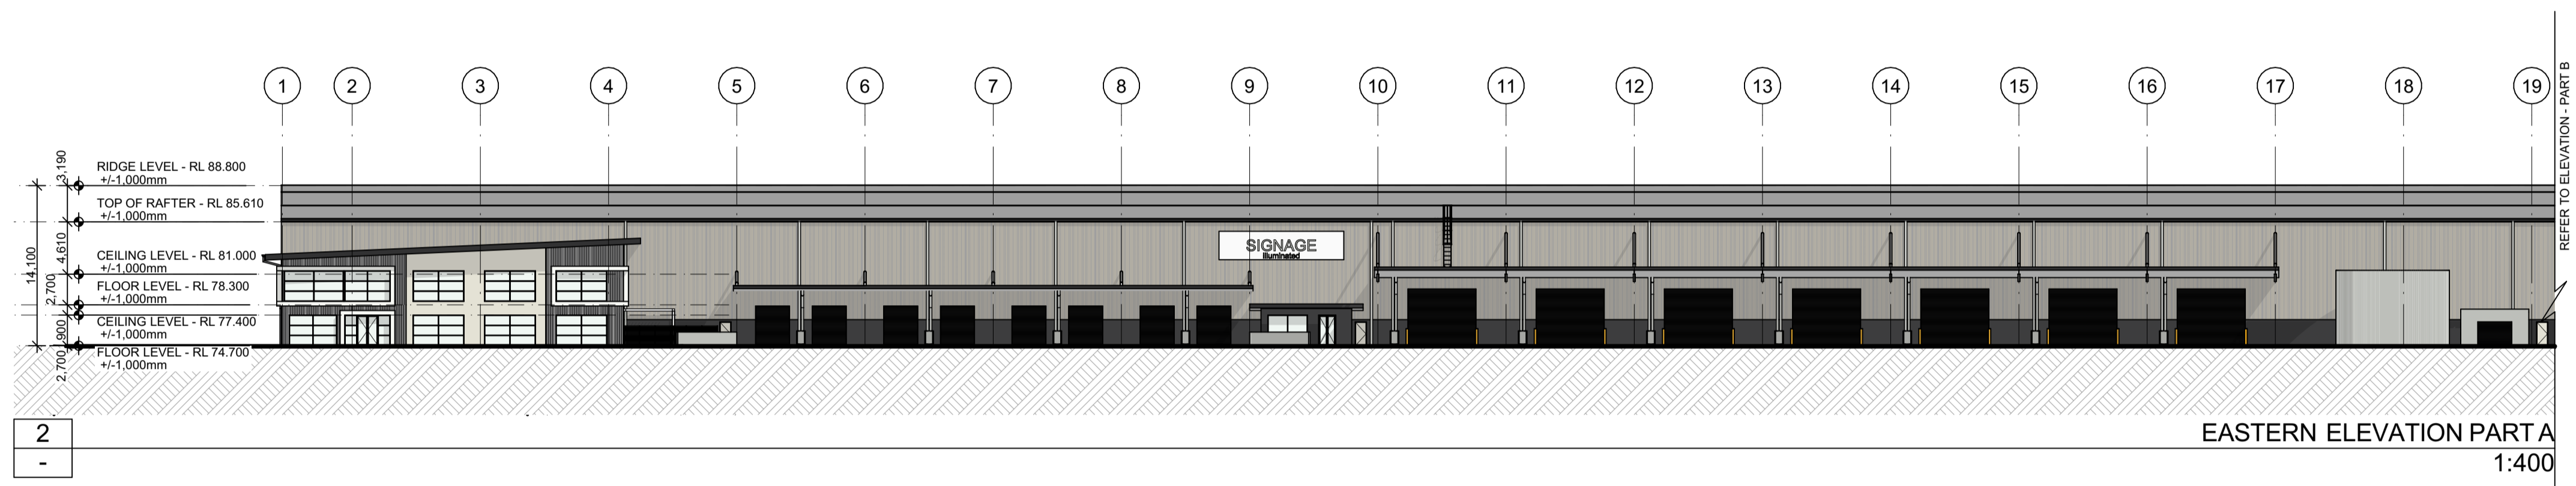 1 2 3 4 5 6 7 8 9 10 11 12 13 14 15 16 17 18 19
REFER TO ELEVATION - PART B
3,190
14,100
4,610
2,700
900
2,700
RIDGE LEVEL - RL 88.800
+/-1,000mm
TOP OF RAFTER - RL 85.610
+/-1,000mm
CEILING LEVEL - RL 81.000
+/-1,000mm
FLOOR LEVEL - RL 78.300
+/-1,000mm
CEILING LEVEL - RL 77.400
+/-1,000mm
FLOOR LEVEL - RL 74.700
+/-1,000mm
SIGNAGE
Illuminated
2
-
EASTERN ELEVATION PART A
1:400